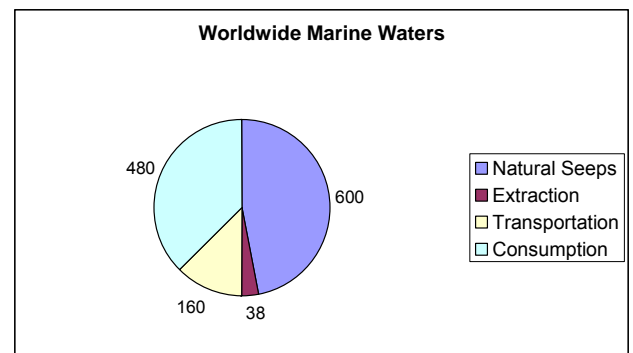 Worldwide Marine Waters
480
600
160
38
Natural Seeps
Extraction
Transportation
Consumption